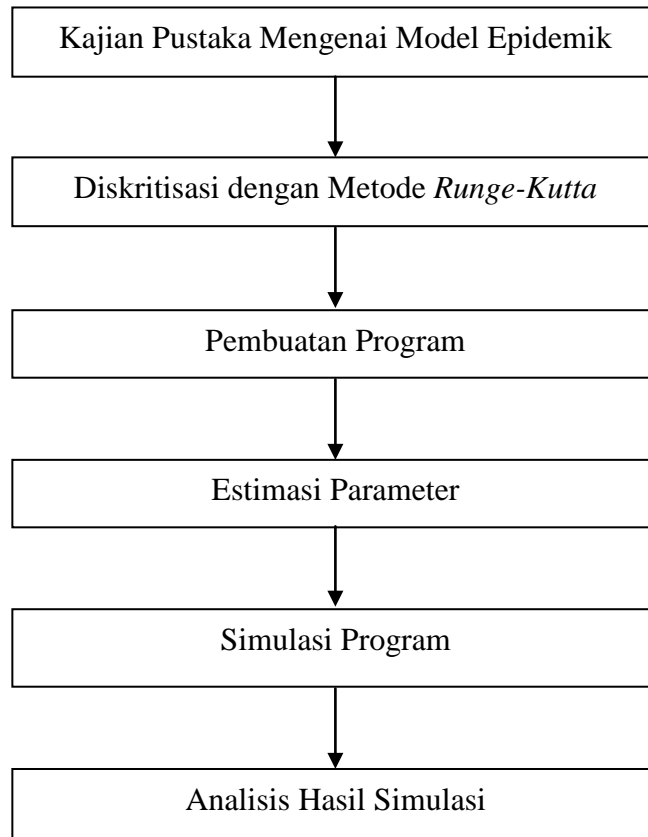 Kajian Pustaka Mengenai Model Epidemik
Diskritisasi dengan Metode Runge-Kutta
Pembuatan Program
Estimasi Parameter
Simulasi Program
Analisis Hasil Simulasi